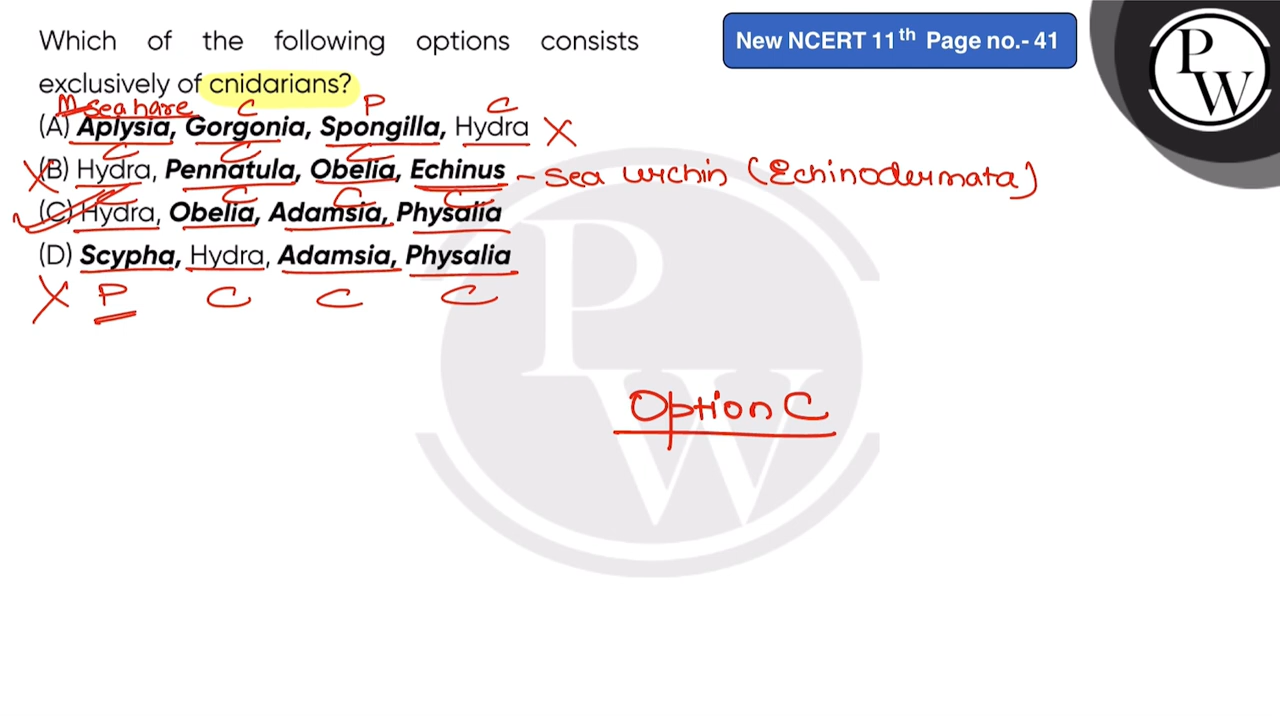 Which of the following options consists
New NCERT 11th Page no.- 41
P
W
exclusively of cnidarians?
M Sea hare C P C
(A) Aplysia, Gorgonia, Spongilla, Hydra X
C C C
X (B) Hydra, Pennatula, Obelia, Echinus - Sea urchin (Echinodermata)
C C C C
(C) Hydra, Obelia, Adamsia, Physalia
(D) Scypha, Hydra, Adamsia, Physalia
X P C C C
P
W
Option C